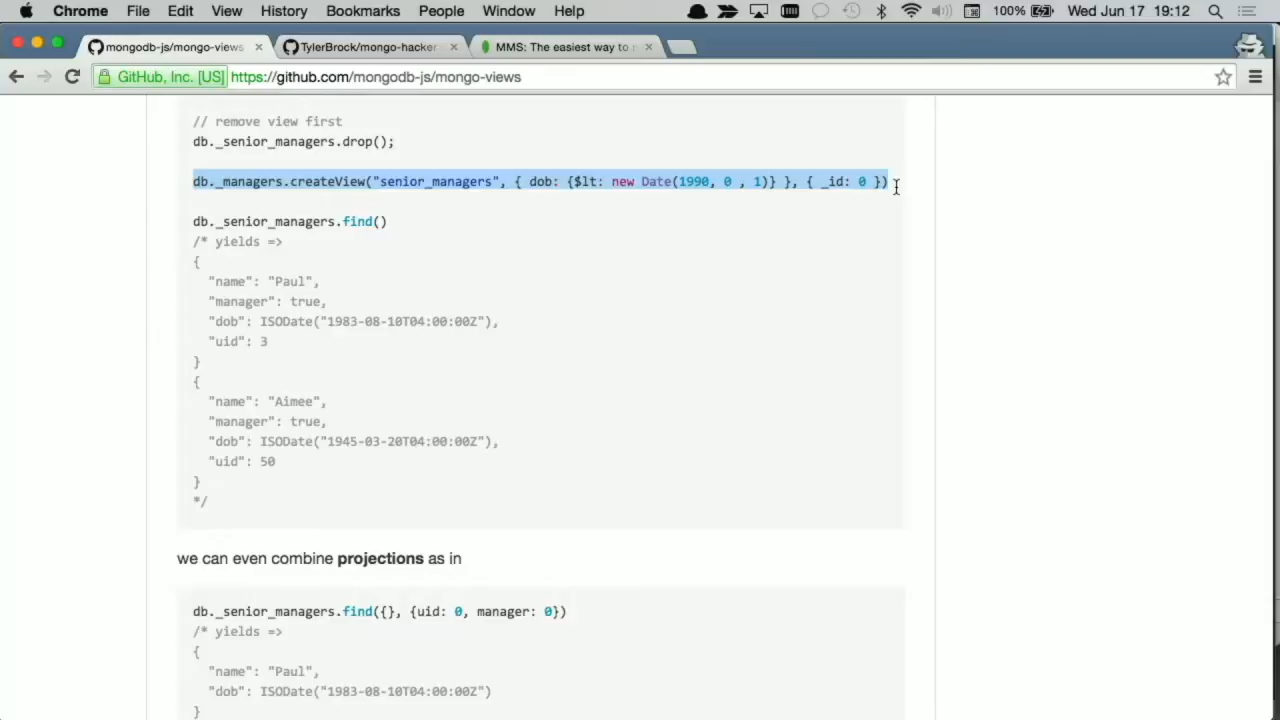 Chrome File Edit View History Bookmarks People Window Help 100% Wed Jun 17 19:12
mongodb-js/mongo-views TylerBrock/mongo-hacker MMS: The easiest way to
GitHub, Inc. [US] https://github.com/mongodb-js/mongo-views
// remove view first
db._senior_managers.drop();
db._managers.createView("senior_managers", { dob: {$lt: new Date(1990, 0 , 1)} }, { _id: 0 })
db._senior_managers.find()
/* yields =>
{
"name": "Paul",
"manager": true,
"dob": ISODate("1983-08-10T04:00:00Z"),
"uid": 3
}
{
"name": "Aimee",
"manager": true,
"dob": ISODate("1945-03-20T04:00:00Z"),
"uid": 50
}
*/
we can even combine projections as in
db._senior_managers.find({}, {uid: 0, manager: 0})
/* yields =>
{
"name": "Paul",
"dob": ISODate("1983-08-10T04:00:00Z")
}